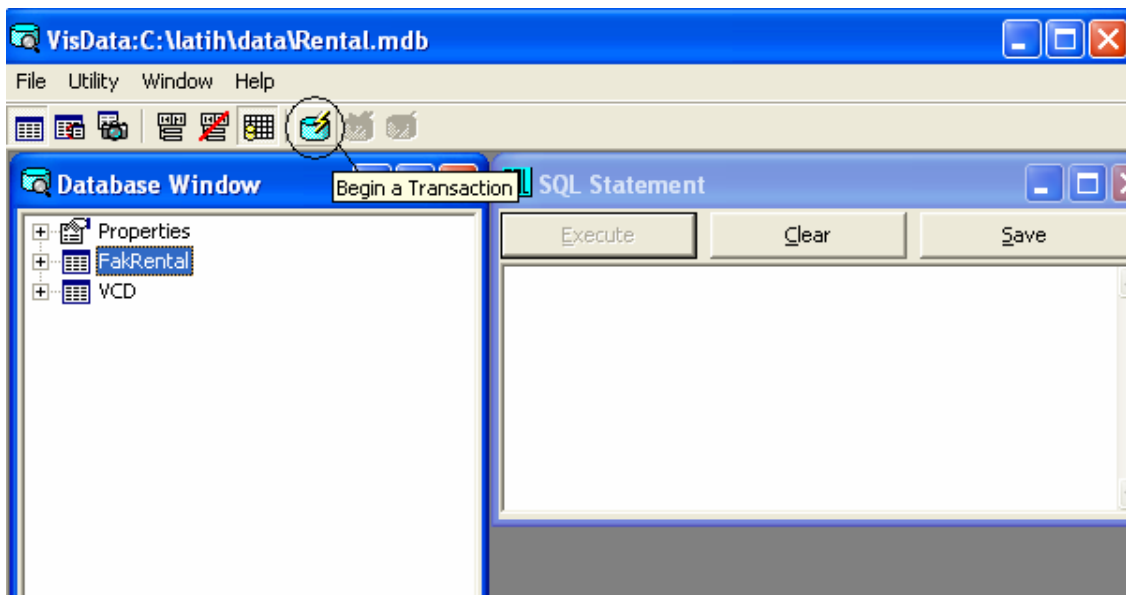 VisData:C:\latih\data\Rental.mdb
File Utility Window Help
Begin a Transaction
Database Window
Properties
FakRental
VCD
SQL Statement
Execute Clear Save